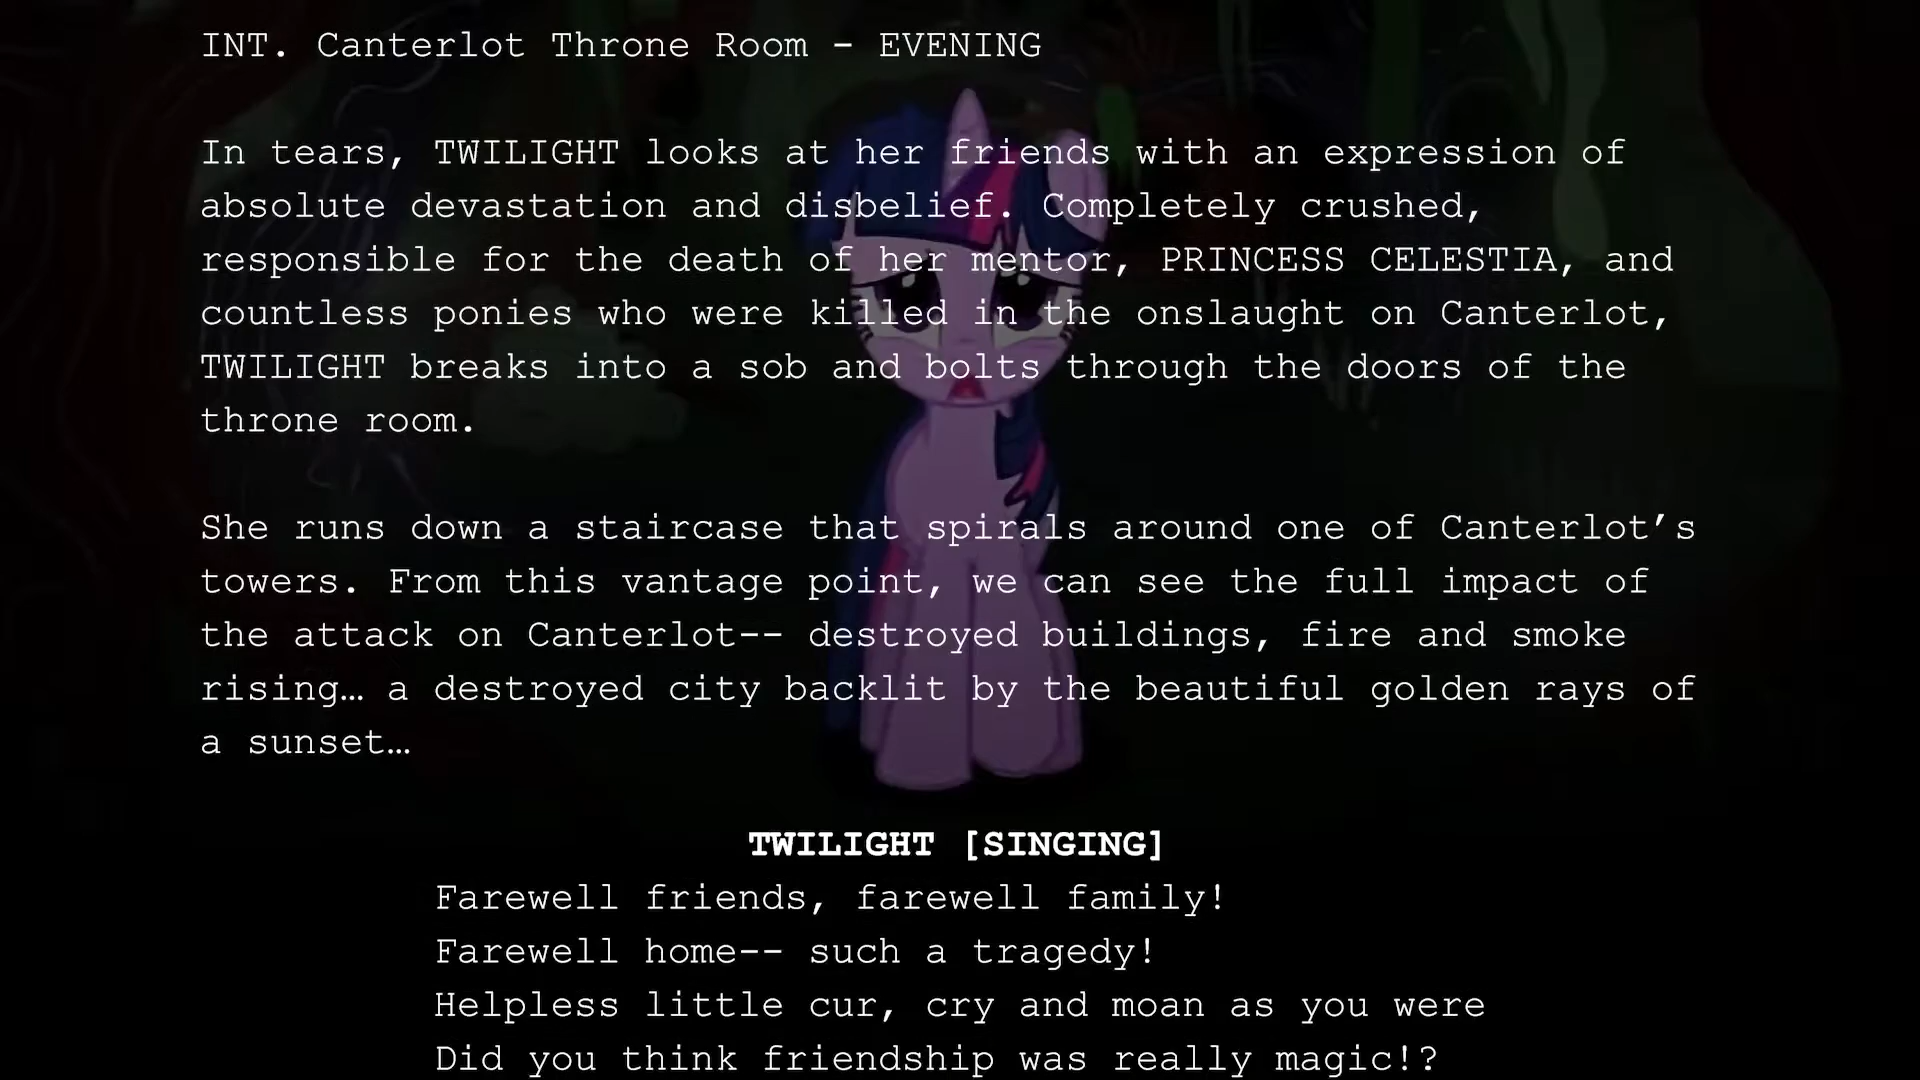 INT. Canterlot Throne Room - EVENING
In tears, TWILIGHT looks at her friends with an expression of
absolute devastation and disbelief. Completely crushed,
responsible for the death of her mentor, PRINCESS CELESTIA, and
countless ponies who were killed in the onslaught on Canterlot,
TWILIGHT breaks into a sob and bolts through the doors of the
throne room.
She runs down a staircase that spirals around one of Canterlot’s
towers. From this vantage point, we can see the full impact of
the attack on Canterlot-- destroyed buildings, fire and smoke
rising… a destroyed city backlit by the beautiful golden rays of
a sunset…
TWILIGHT [SINGING]
Farewell friends, farewell family!
Farewell home-- such a tragedy!
Helpless little cur, cry and moan as you were
Did you think friendship was really magic!?